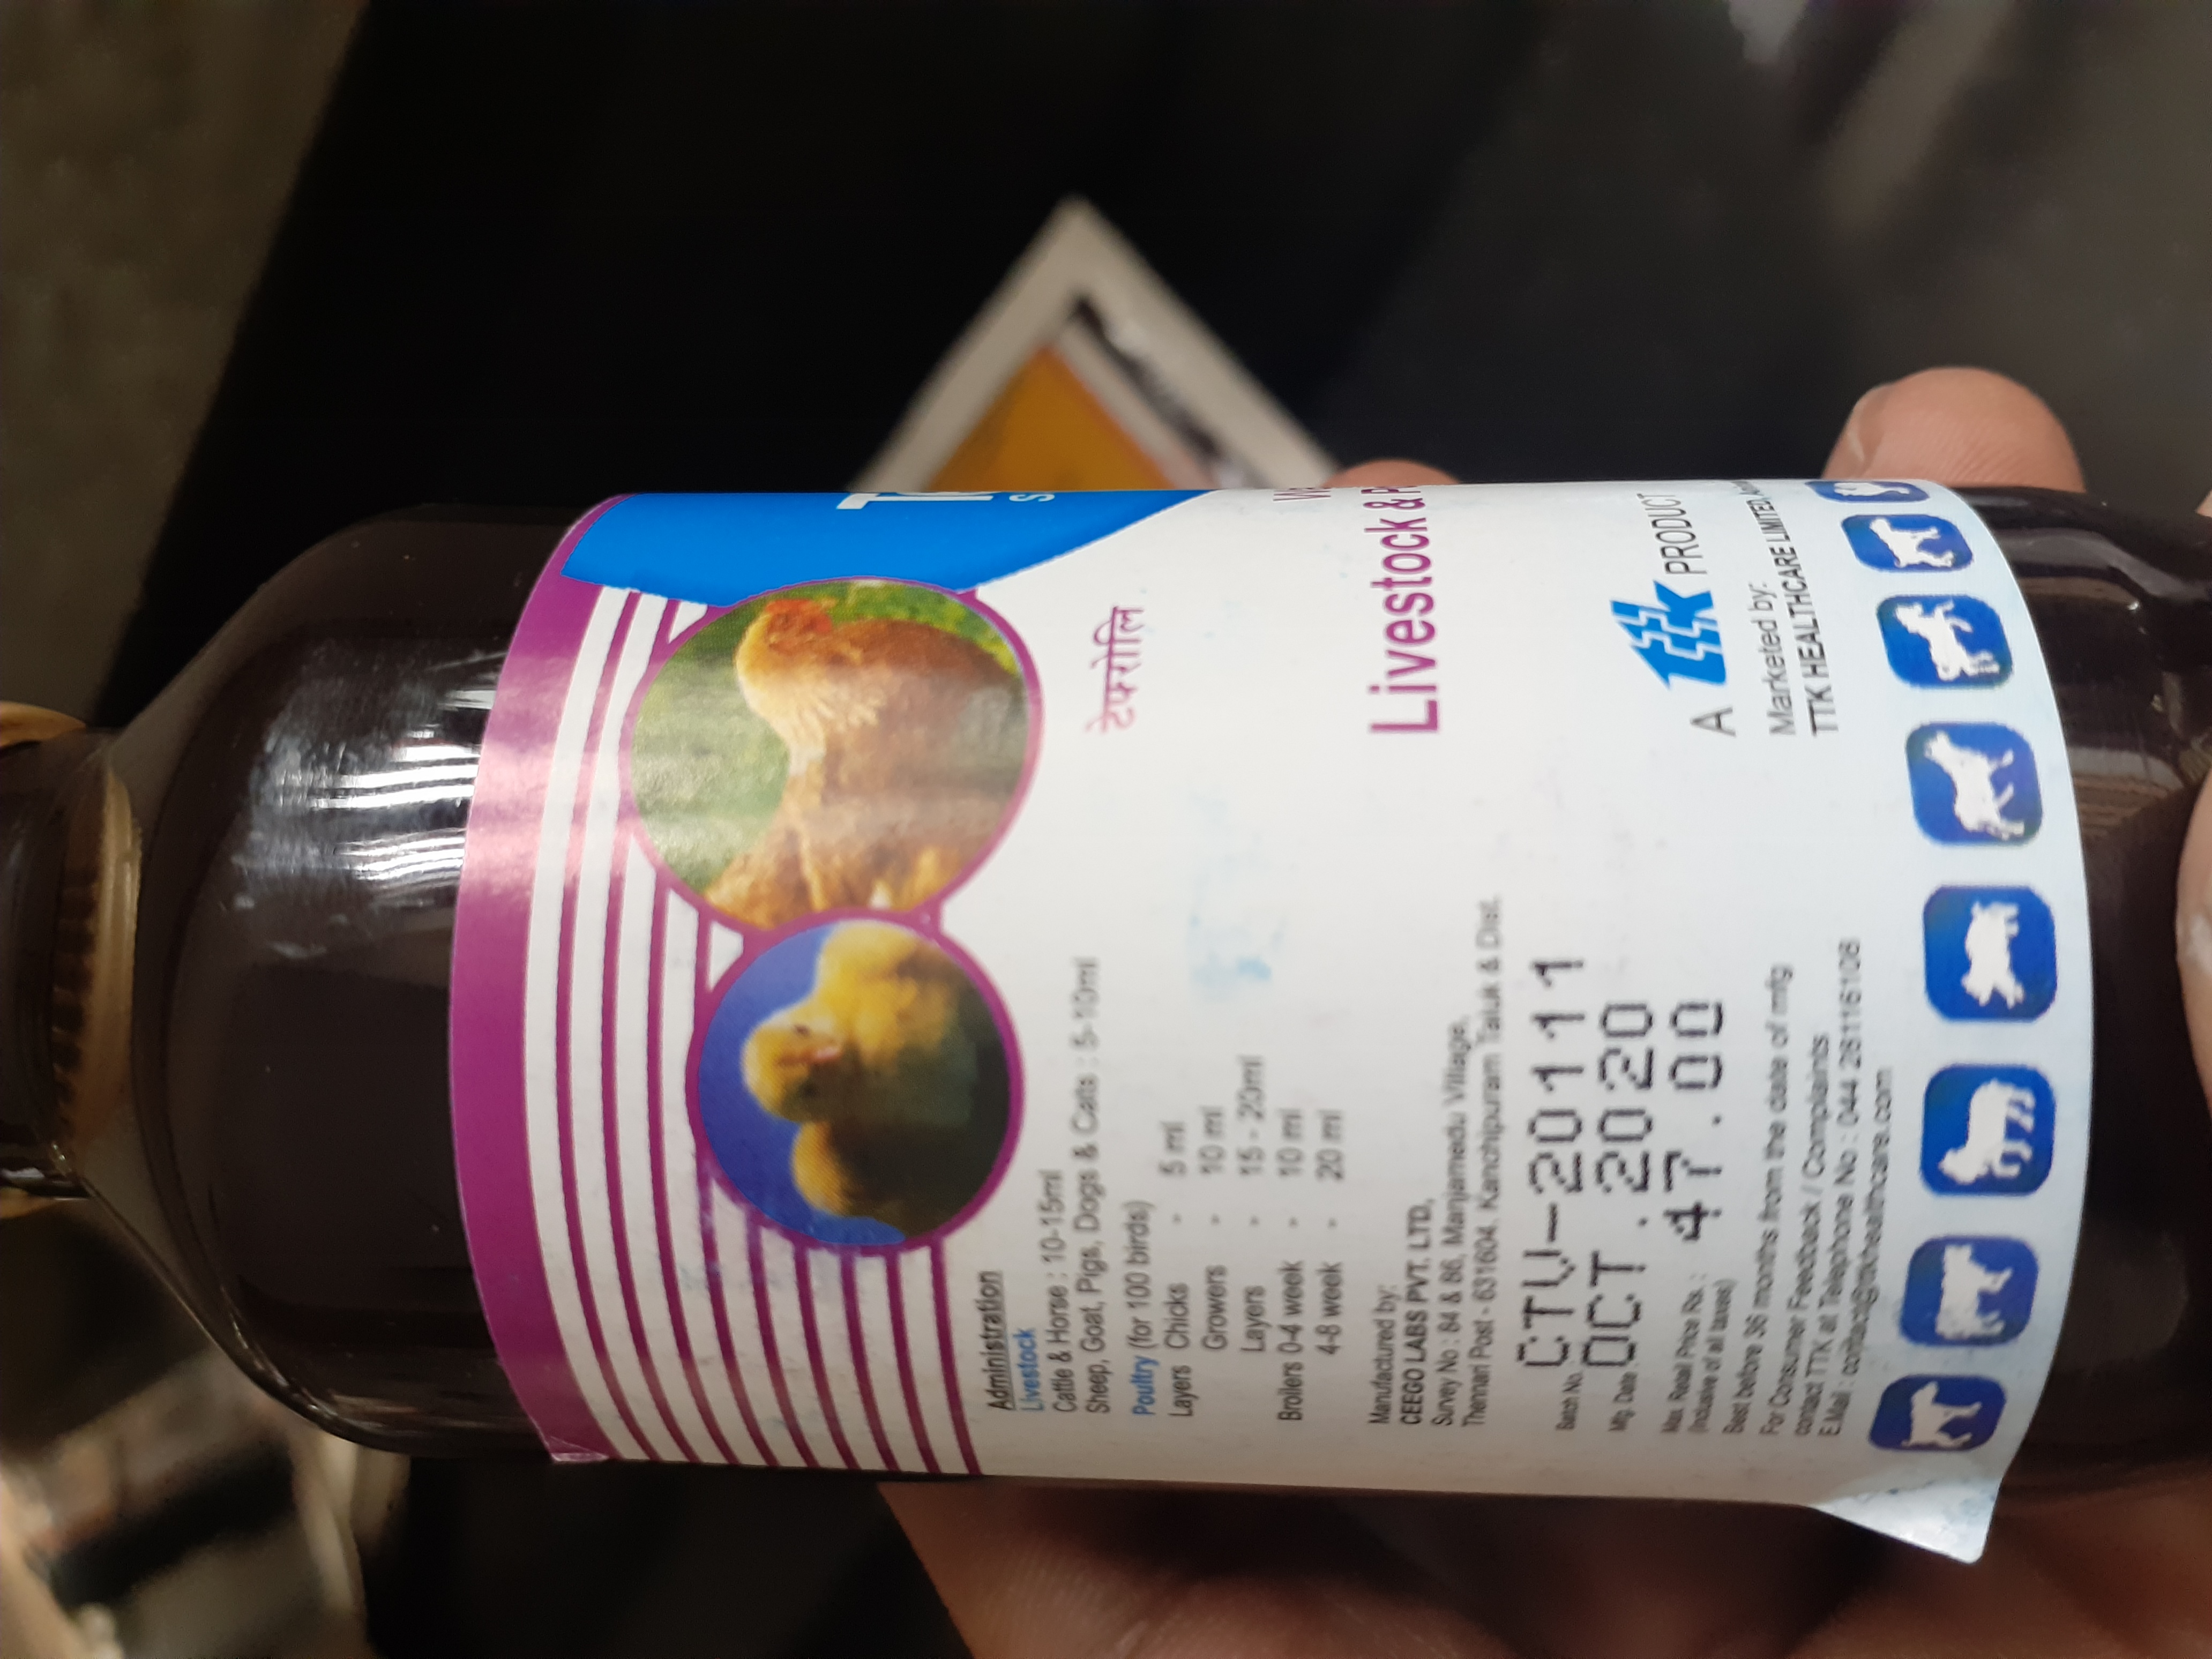 Administration
Livestock
Cattle & Horse : 10-15ml
Sheep, Goat, Pigs, Dogs & Cats : 5-10ml
Poultry (for 100 birds)
Layers Chicks - 5 ml
Growers - 10 ml
Layers - 15 - 20ml
Broilers 0-4 week - 10 ml
4-8 week - 20 ml
Manufactured by:
CEEGO LABS PVT. LTD,
Survey No : 84 & 86, Manjamedu Village,
Thennari Post - 631604, Kanchipuram Taluk & Dist.
Batch No. CTV-20111
Mfg. Date OCT.2020
Max. Retail Price Rs. : 47.00
(Inclusive of all taxes)
Best before 36 months from the date of mfg
For Consumer Feedback / Complaints
contact TTK at Telephone No : 044 28116108
E.Mail : contact@ttkhealthcare.com
टेफरोलि
Livestock &
A ttk PRODUCT
Marketed by:
TTK HEALTHCARE LIMITED,